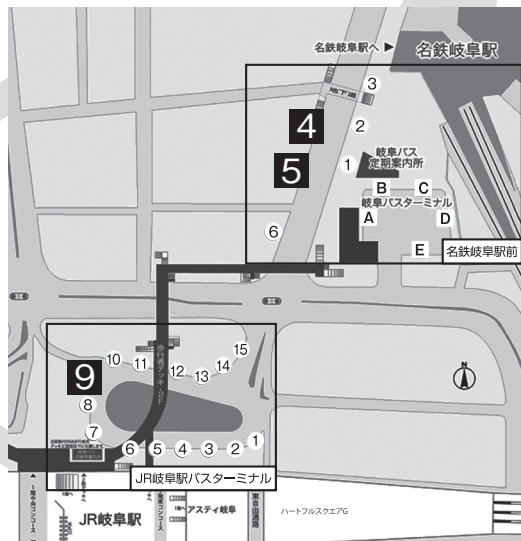 名鉄岐阜駅へ ▶
名鉄岐阜駅
地下道
3
4
2
5
1
岐阜バス
定期案内所
B
C
岐阜バスターミナル
A
D
6
E
名鉄岐阜駅前
歩行者デッキ・2F
9
10
11
12
13
14
15
8
7
6
5
4
3
2
1
JR岐阜駅バスターミナル
N
JR岐阜駅
アスティ岐阜
東自由通路
ハートフルスクエアG